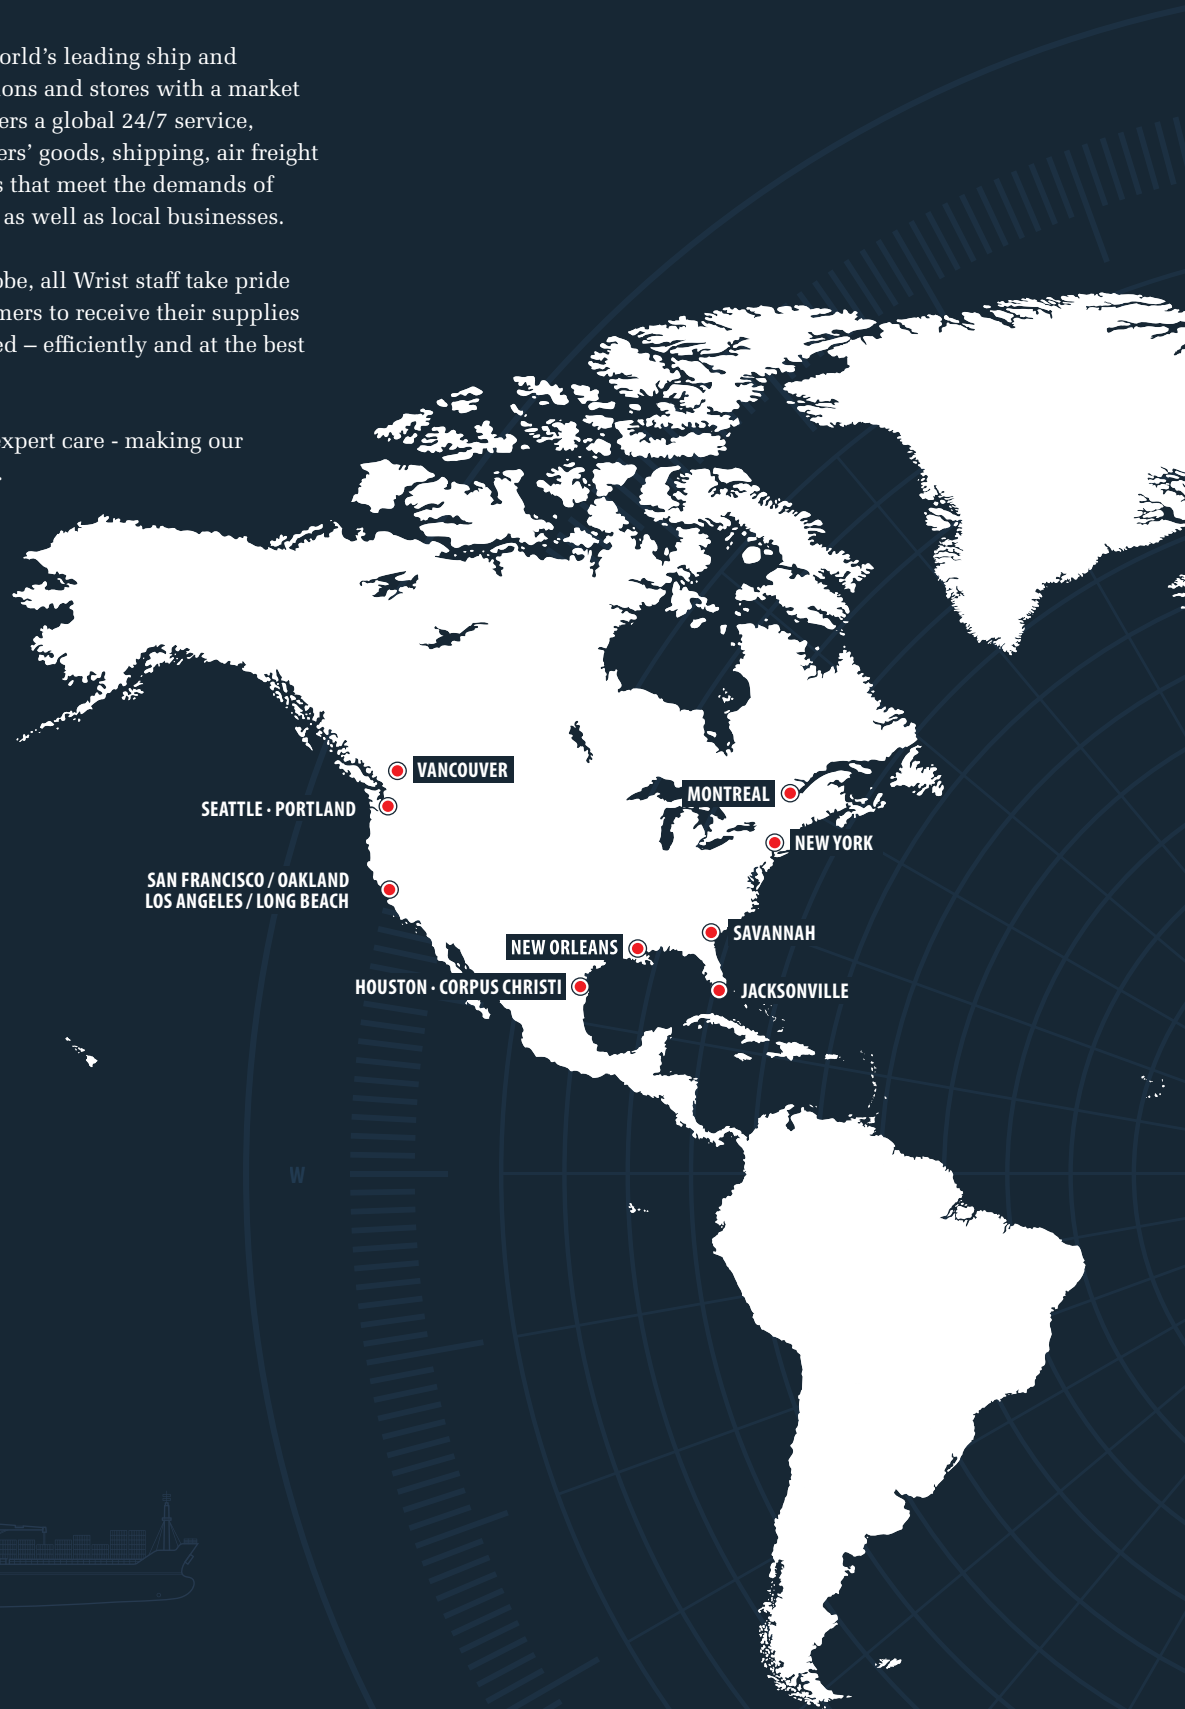 orld’s leading ship and
ions and stores with a market
ers a global 24/7 service,
ers’ goods, shipping, air freight
s that meet the demands of
as well as local businesses.
obe, all Wrist staff take pride
mers to receive their supplies
ed – efficiently and at the best
expert care - making our
.
VANCOUVER
MONTREAL
SEATTLE · PORTLAND
NEW YORK
SAN FRANCISCO / OAKLAND
LOS ANGELES / LONG BEACH
SAVANNAH
NEW ORLEANS
HOUSTON · CORPUS CHRISTI
JACKSONVILLE
W